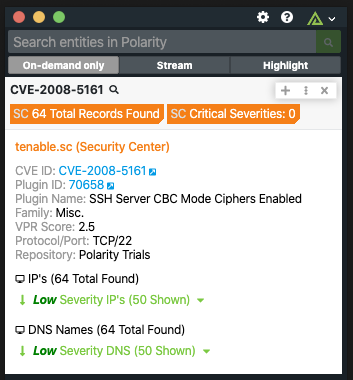 Search entities in Polarity
On-demand only Stream Highlight
CVE-2008-5161
SC 64 Total Records Found SC Critical Severities: 0
tenable.sc (Security Center)
CVE ID: CVE-2008-5161
Plugin ID: 70658
Plugin Name: SSH Server CBC Mode Ciphers Enabled
Family: Misc.
VPR Score: 2.5
Protocol/Port: TCP/22
Repository: Polarity Trials
IP's (64 Total Found)
Low Severity IP's (50 Shown)
DNS Names (64 Total Found)
Low Severity DNS (50 Shown)